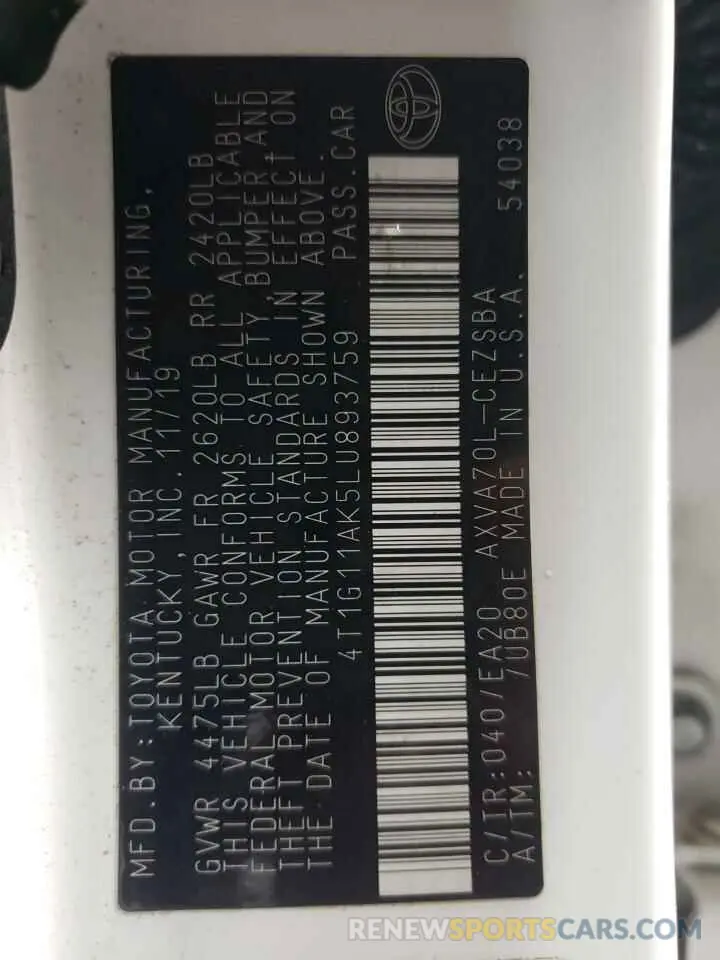 MFD.BY:TOYOTA MOTOR MANUFACTURING,
KENTUCKY,INC. 11/19
GVWR 4475LB GAWR FR 2620LB RR 2420LB
THIS VEHICLE CONFORMS TO ALL APPLICABLE
FEDERAL MOTOR VEHICLE SAFETY,BUMPER,AND
THEFT PREVENTION STANDARDS IN EFFECT ON
THE DATE OF MANUFACTURE SHOWN ABOVE.
4T1G11AK5LU893759 PASS.CAR
C/TR:040/EA20 AXVA70L-CEZSBA 54038
A/TM: /UB80E MADE IN U.S.A.
RENEWSPORTSCARS.COM